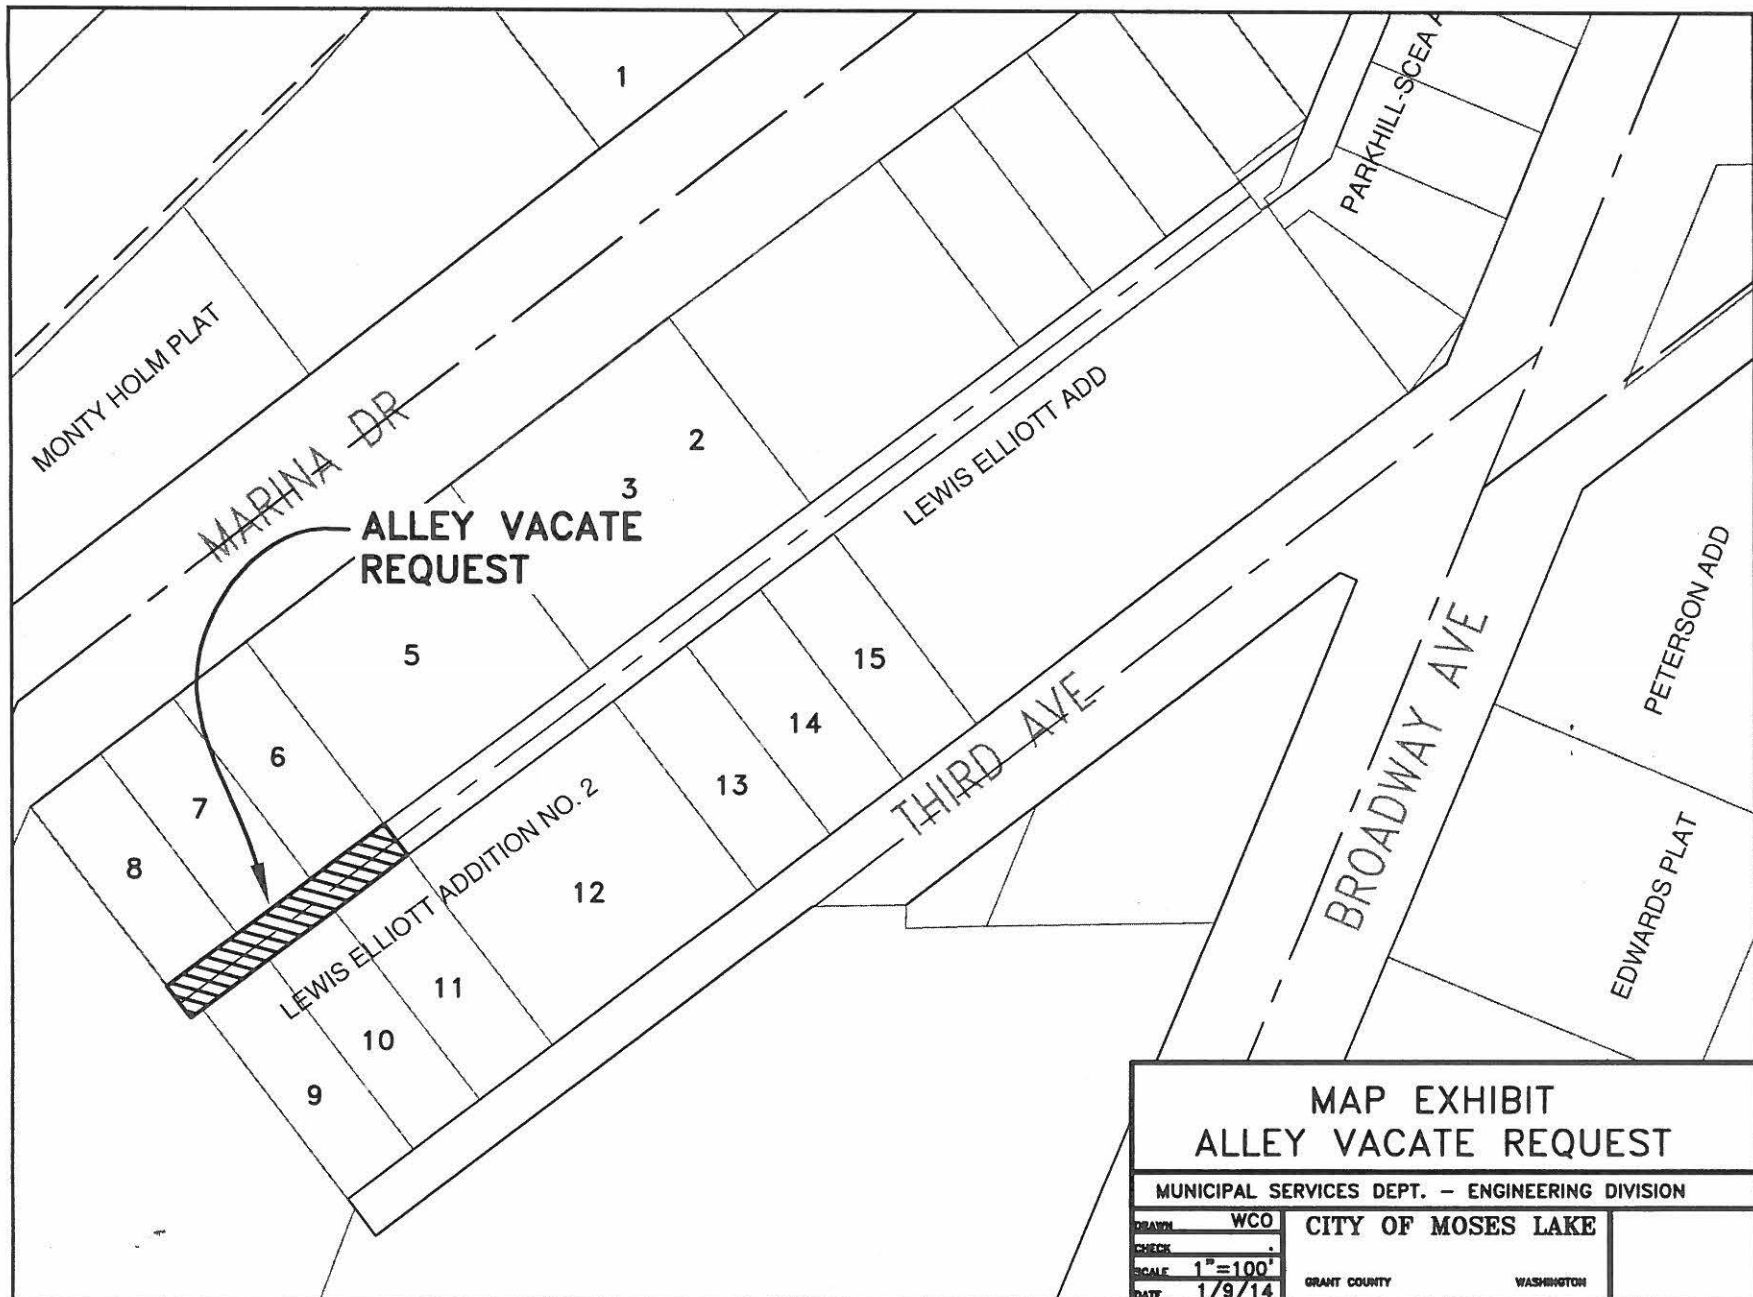 1
PARKHILL-SCEA A
MONTY HOLM PLAT
MARINA DR
2
3
LEWIS ELLIOTT ADD
ALLEY VACATE
REQUEST
5
15
PETERSON ADD
6
14
7
13
THIRD AVE
BROADWAY AVE
8
LEWIS ELLIOTT ADDITION NO. 2
12
EDWARDS PLAT
11
10
9
MAP EXHIBIT
ALLEY VACATE REQUEST
MUNICIPAL SERVICES DEPT. - ENGINEERING DIVISION
DRAWN WCO
CHECK .
SCALE 1"=100'
DATE 1/9/14
CITY OF MOSES LAKE
GRANT COUNTY WASHINGTON